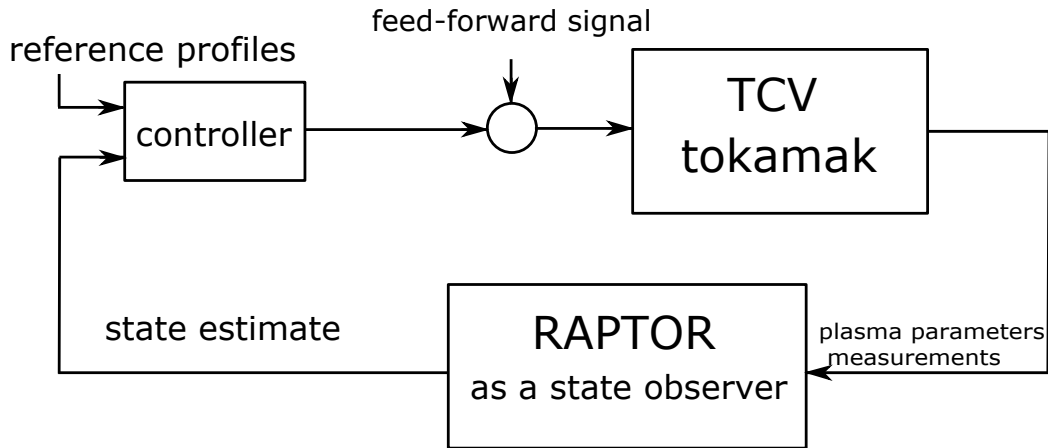 feed-forward signal
reference profiles
controller
TCV
tokamak
state estimate
RAPTOR
as a state observer
plasma parameters
measurements